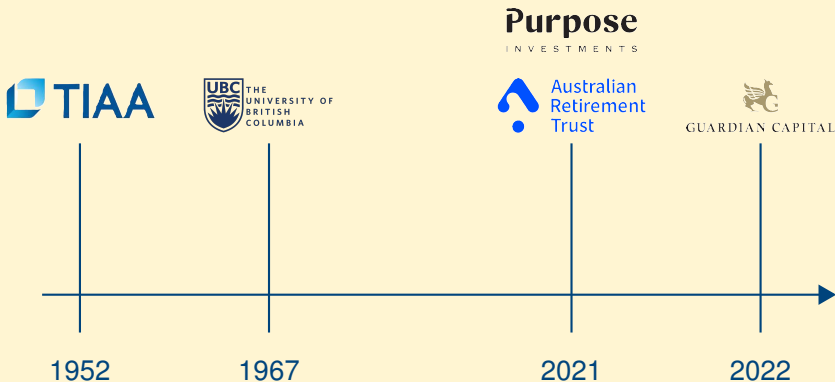 Purpose
INVESTMENTS
TIAA
UBC
THE
UNIVERSITY OF
BRITISH
COLUMBIA
Australian
Retirement
Trust
G
GUARDIAN CAPITAL
1952
1967
2021
2022